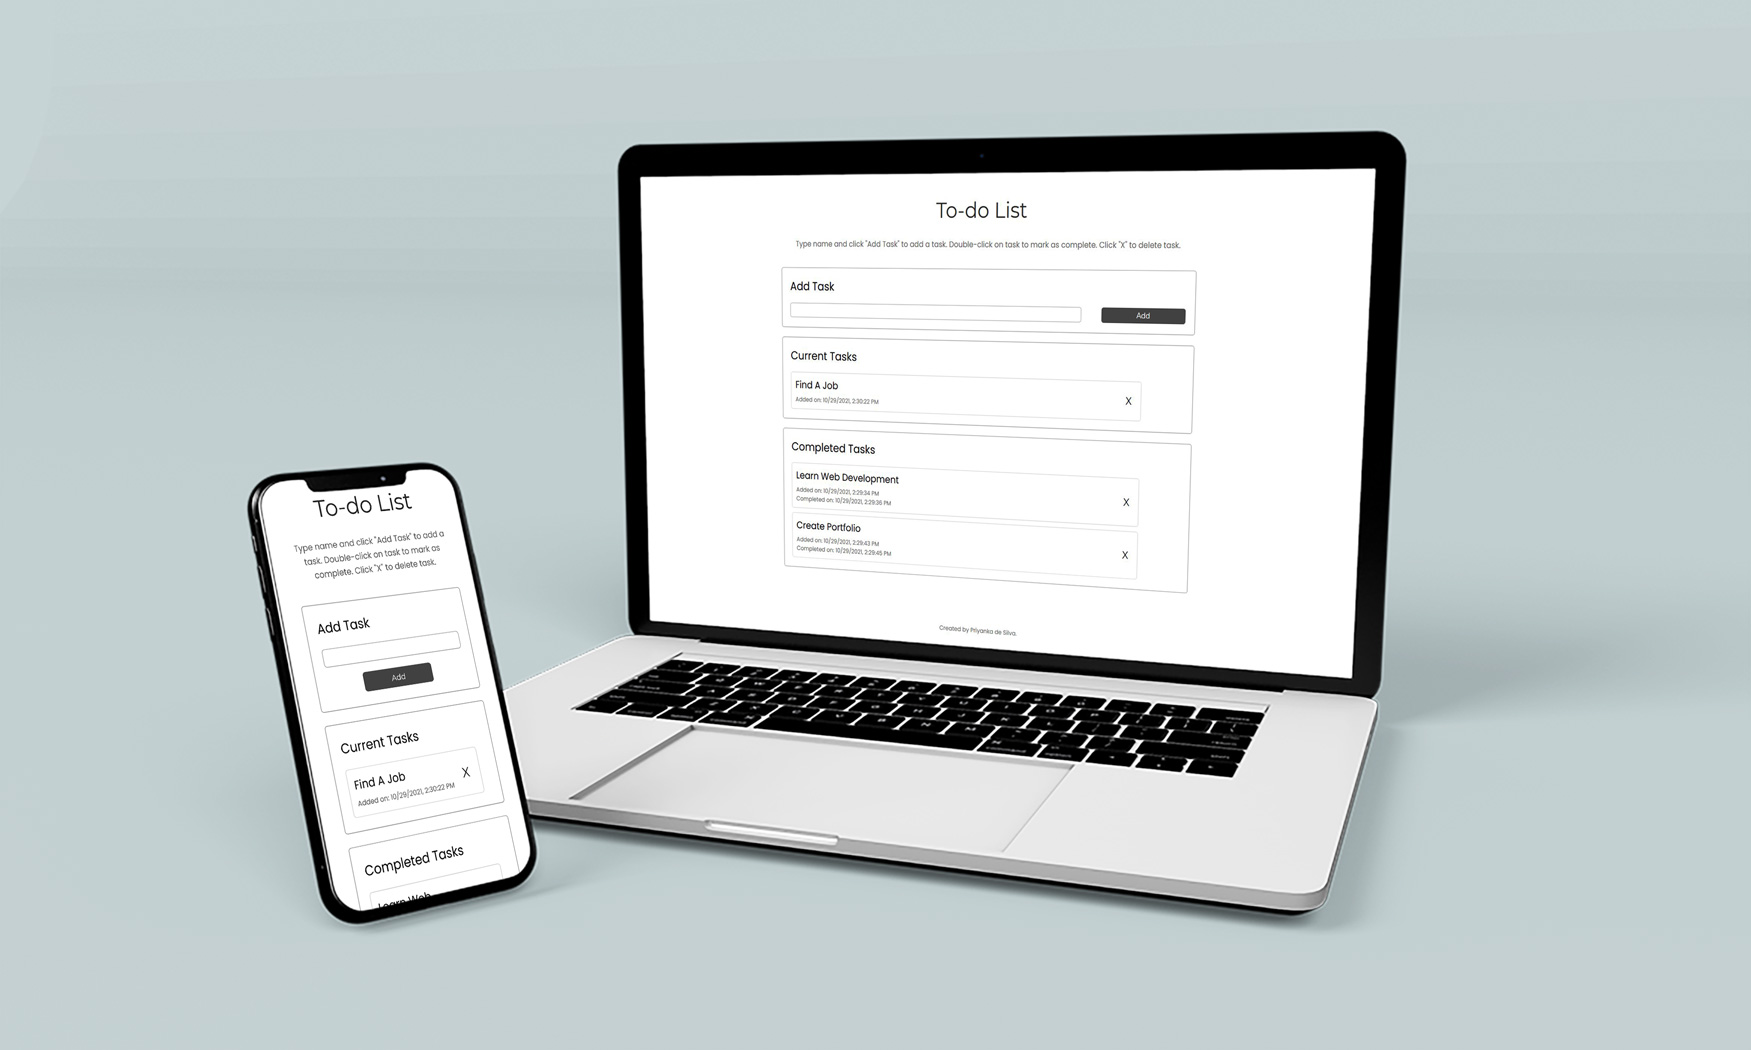 To-do List
Type name and click "Add Task" to add a task. Double-click on task to mark as complete. Click "X" to delete task.
Add Task
Add
Current Tasks
Find A Job
Added on: 10/29/2021, 2:30:22 PM
X
Completed Tasks
Learn Web Development
Added on: 10/29/2021, 2:29:34 PM
Completed on: 10/29/2021, 2:29:36 PM
X
Create Portfolio
Added on: 10/29/2021, 2:29:43 PM
Completed on: 10/29/2021, 2:29:45 PM
X
Created by Priyanka de Silva.
To-do List
Type name and click "Add Task" to add a
task. Double-click on task to mark as
complete. Click "X" to delete task.
Add Task
Add
Current Tasks
Find A Job
X
Added on: 10/29/2021, 2:30:22 PM
Completed Tasks
Learn Web